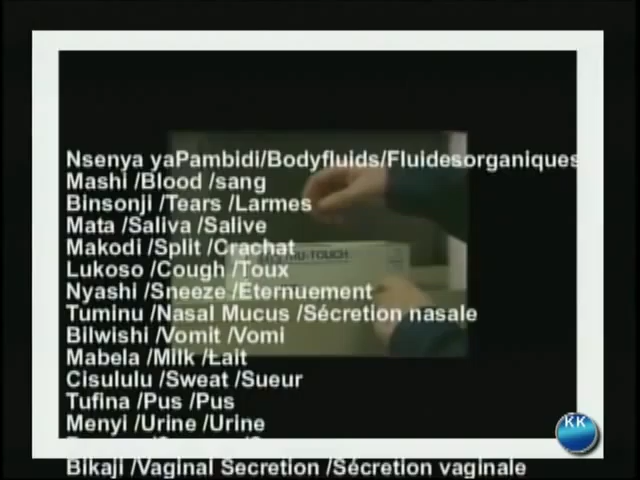 Nsenya yaPambidi/Bodyfluids/Fluidesorganiques
Mashi /Blood /sang
Binsonji /Tears /Larmes
Mata /Saliva /Salive
Makodi /Split /Crachat
Lukoso /Cough /Toux
Nyashi /Sneeze /Éternuement
Tuminu /Nasal Mucus /Sécretion nasale
Bilwishi /Vomit /Vomi
Mabela /Milk /Lait
Cisululu /Sweat /Sueur
Tufina /Pus /Pus
Menyi /Urine /Urine
Bikaji /Vaginal Secretion /Sécretion vaginale
KK